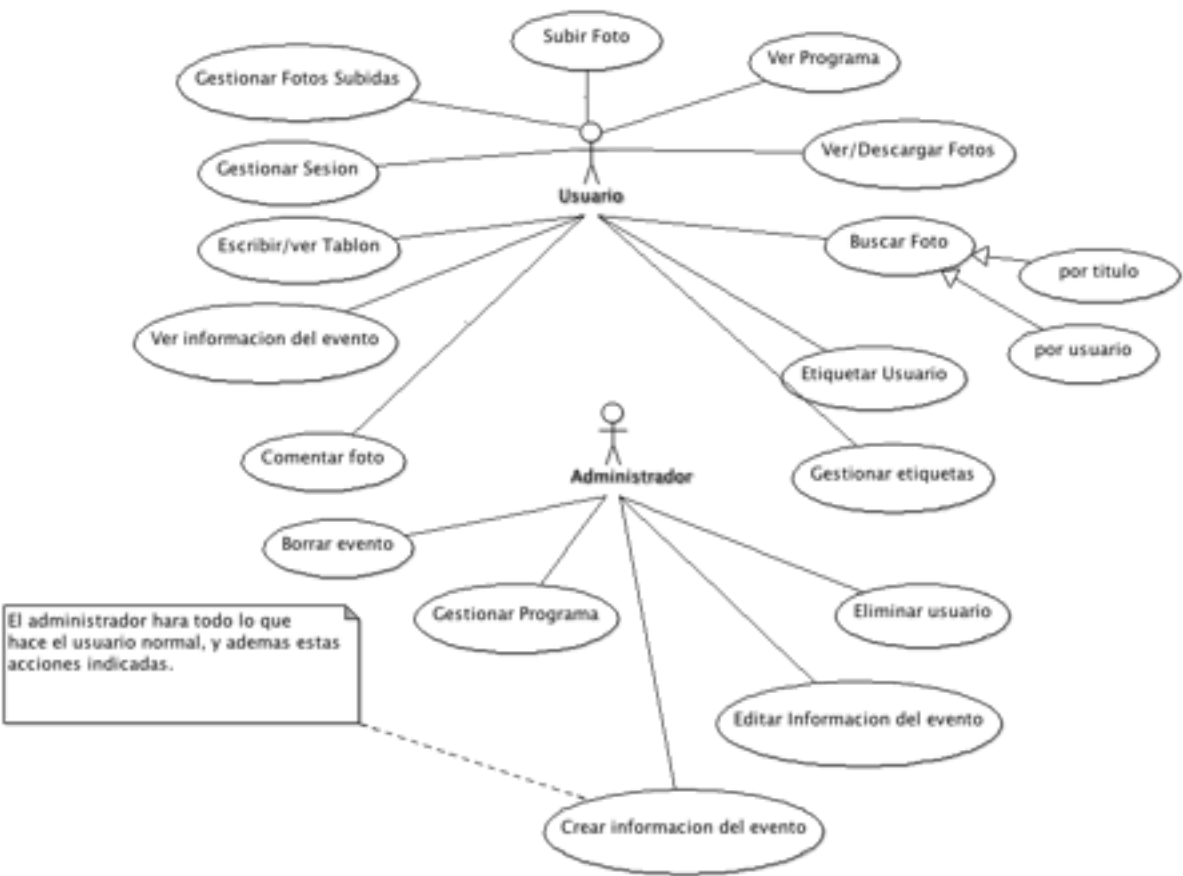 Subir Foto
Ver Programa
Gestionar Fotos Subidas
Ver/Descargar Fotos
Gestionar Sesion
Usuario
Escribir/ver Tablon
Buscar Foto
por titulo
Ver informacion del evento
por usuario
Etiquetar Usuario
Comentar foto
Gestionar etiquetas
Administrador
Borrar evento
Gestionar Programa
Eliminar usuario
El administrador hara todo lo que
hace el usuario normal, y ademas estas
acciones indicadas.
Editar Informacion del evento
Crear informacion del evento